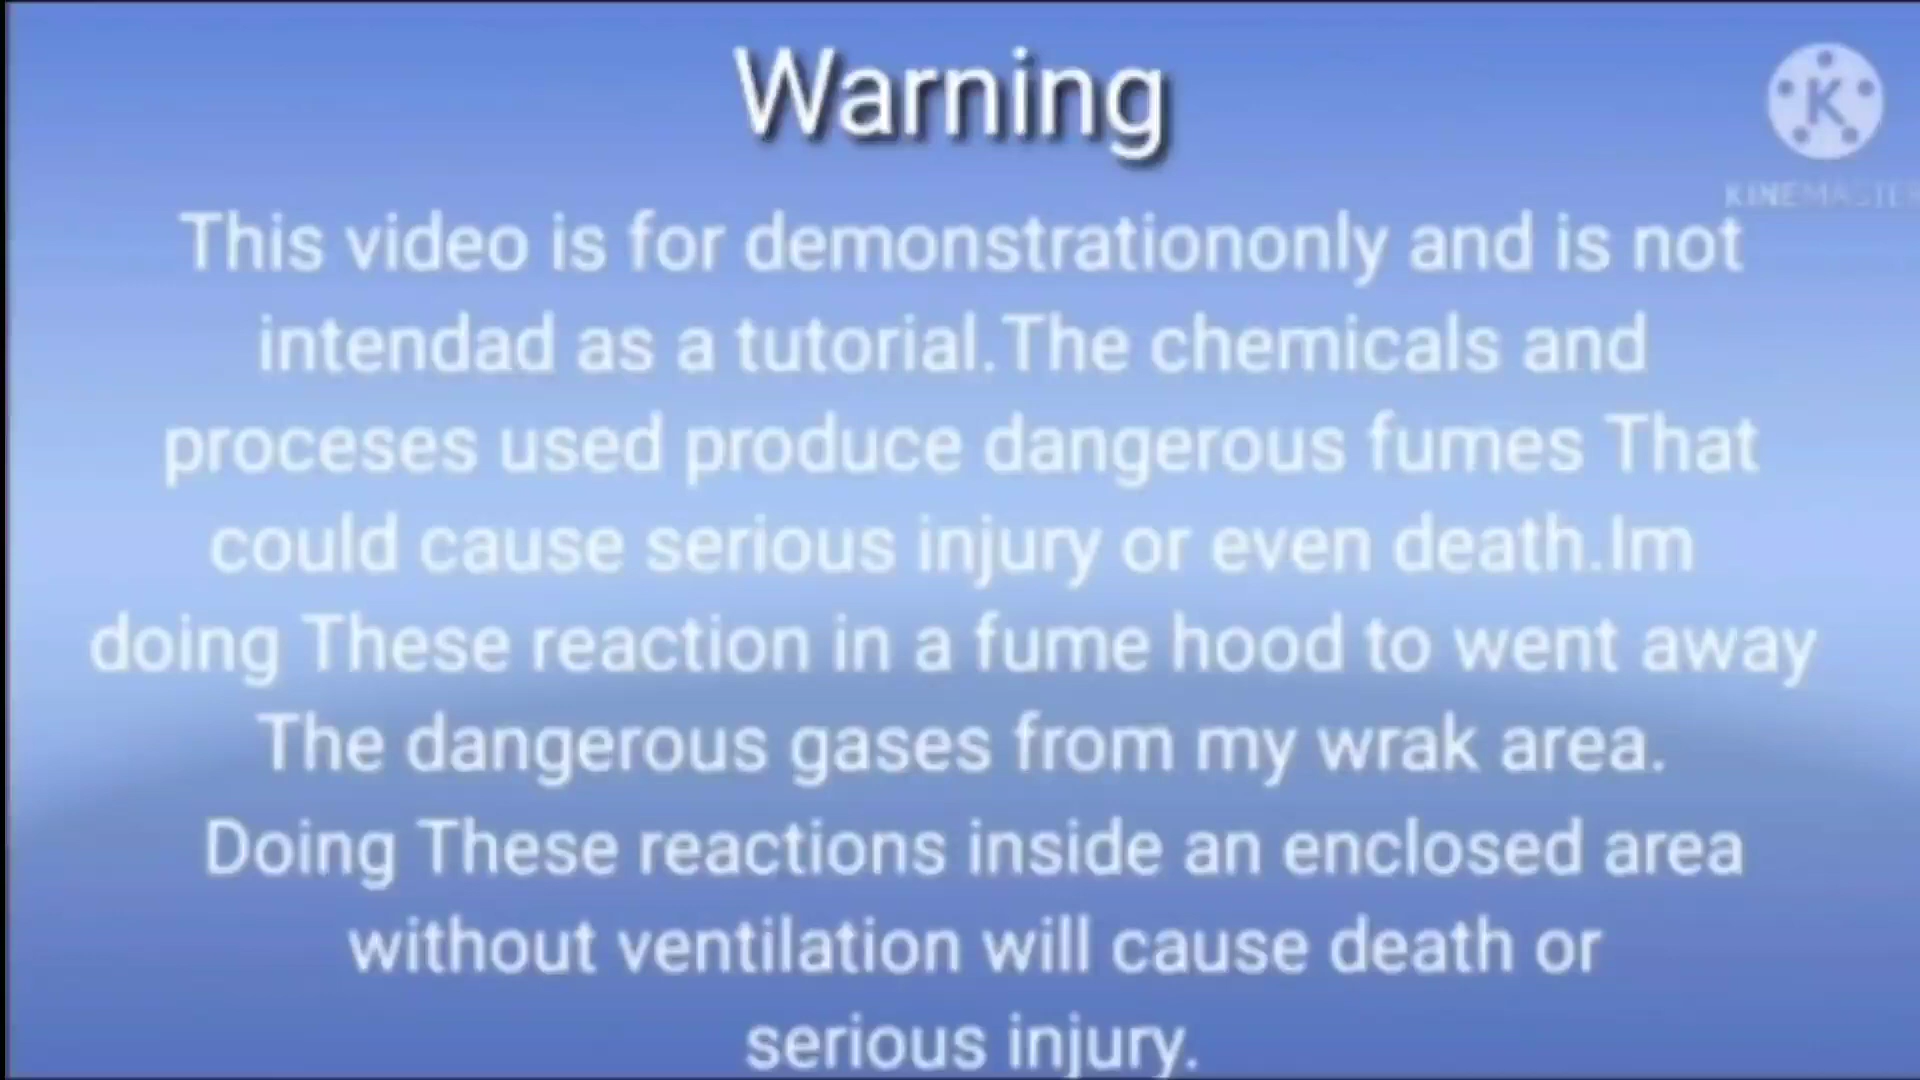 Warning
K
KINEMASTER
This video is for demonstrationonly and is not
intendad as a tutorial.The chemicals and
proceses used produce dangerous fumes That
could cause serious injury or even death.Im
doing These reaction in a fume hood to went away
The dangerous gases from my wrak area.
Doing These reactions inside an enclosed area
without ventilation will cause death or
serious injury.